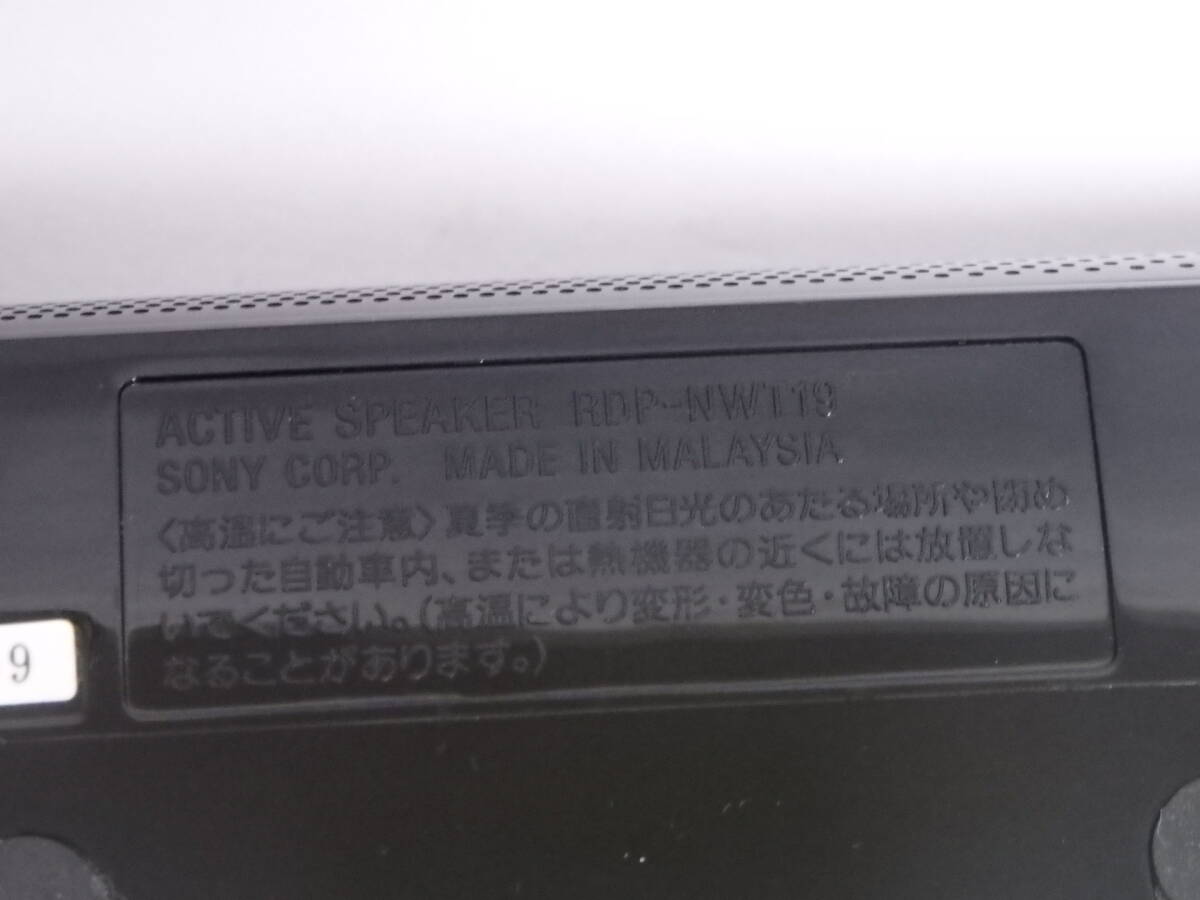 ACTIVE SPEAKER RDP-NWT19
SONY CORP. MADE IN MALAYSIA
〈高温にご注意〉夏季の直射日光のあたる場所や閉め
切った自動車内、または熱機器の近くには放置しな
いでください。(高温により変形・変色・故障の原因に
なることがあります。)
9